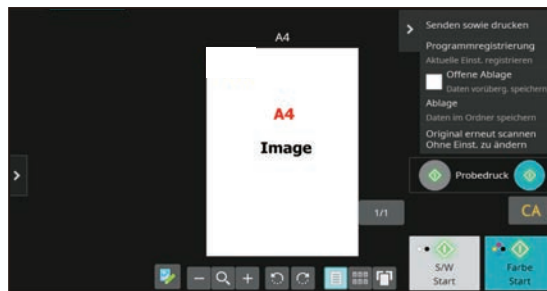 A4
A4
Image
1/1
Senden sowie drucken
Programmregistrierung
Aktuelle Einst. registrieren
Offene Ablage
Daten vorüberg. speichern
Ablage
Daten im Ordner speichern
Original erneut scannen
Ohne Einst. zu ändern
Probedruck
CA
S/W
Start
Farbe
Start